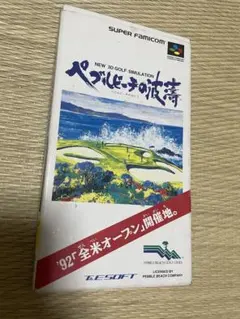 SUPER FAMICOM
NEW 3D GOLF SIMULATION
ペブルビーチの波濤
'92「全米オープン」開催地。
T&E SOFT
LICENSED BY
PEBBLE BEACH COMPANY